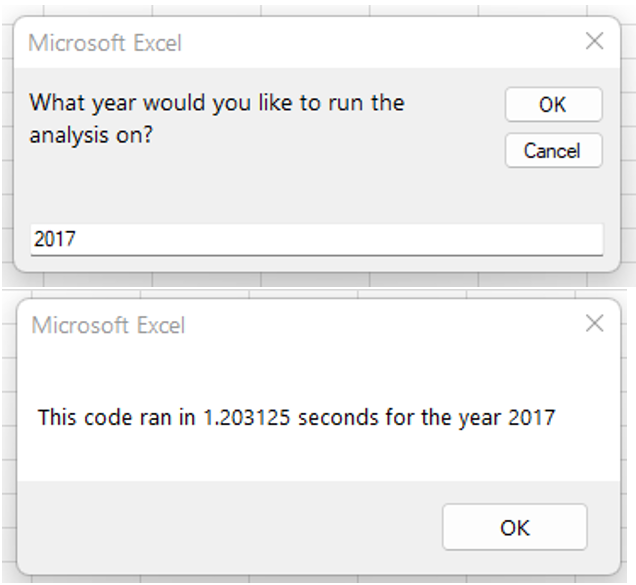 Microsoft Excel
What year would you like to run the
analysis on?
OK
Cancel
2017
Microsoft Excel
This code ran in 1.203125 seconds for the year 2017
OK